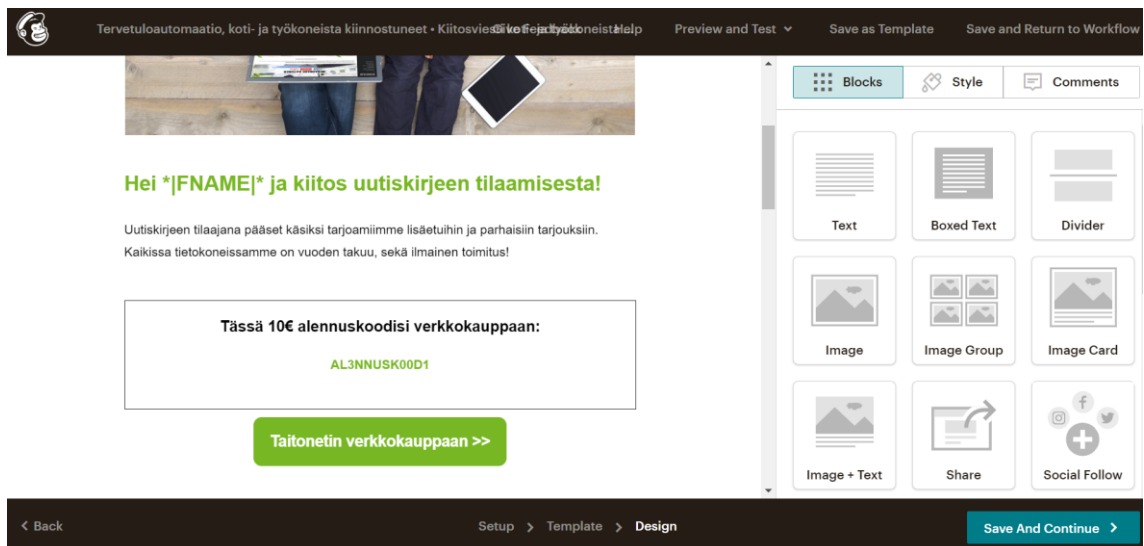 Tervetuloautomaatio, koti- ja työkoneista kiinnostuneet • Kiitosviesti
Help
Preview and Test
Save as Template
Save and Return to Workflow
Blocks
Style
Comments
Hei *|FNAME|* ja kiitos uutiskirjeen tilaamisesta!
Uutiskirjeen tilaajana pääset käsiksi tarjoamiimme lisäetuihin ja parhaisiin tarjouksiin.
Kaikissa tietokoneissamme on vuoden takuu, sekä ilmainen toimitus!
Tässä 10€ alennuskoodisi verkkokauppaan:
AL3NNUSK00D1
Taitonetin verkkokauppaan >>
Text
Boxed Text
Divider
Image
Image Group
Image Card
Image + Text
Share
Social Follow
< Back
Setup > Template > Design
Save And Continue >